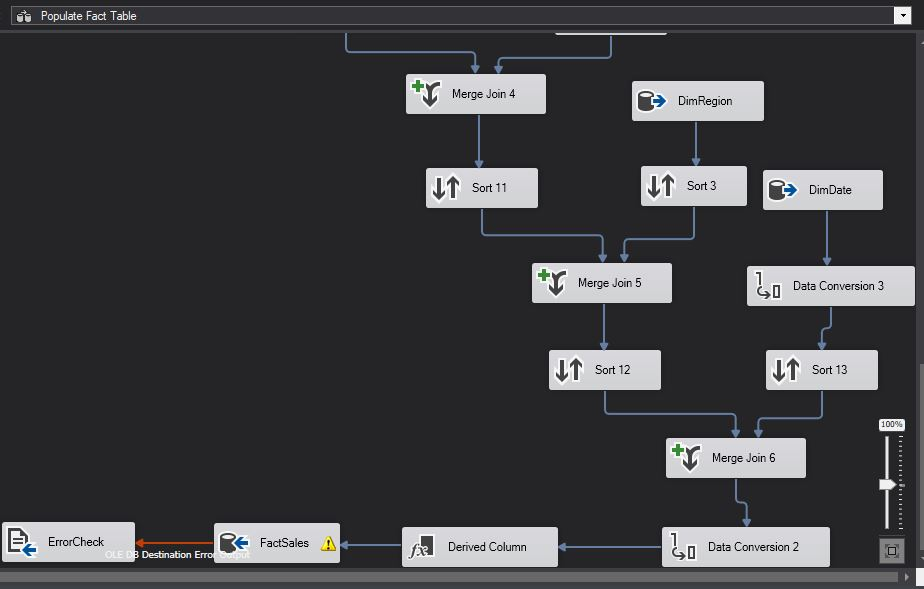 Populate Fact Table
Merge Join 4
DimRegion
Sort 11
Sort 3
DimDate
Merge Join 5
Data Conversion 3
Sort 12
Sort 13
100%
Merge Join 6
ErrorCheck
OLE DB Destination Error Output
FactSales
Derived Column
Data Conversion 2